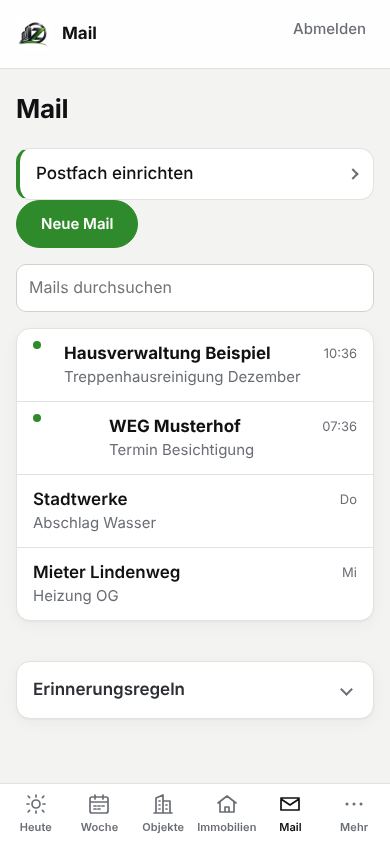 Mail
Abmelden
Mail
Postfach einrichten
Neue Mail
Mails durchsuchen
Hausverwaltung Beispiel 10:36
Treppenhausreinigung Dezember
WEG Musterhof 07:36
Termin Besichtigung
Stadtwerke Do
Abschlag Wasser
Mieter Lindenweg Mi
Heizung OG
Erinnerungsregeln
Heute Woche Objekte Immobilien Mail Mehr